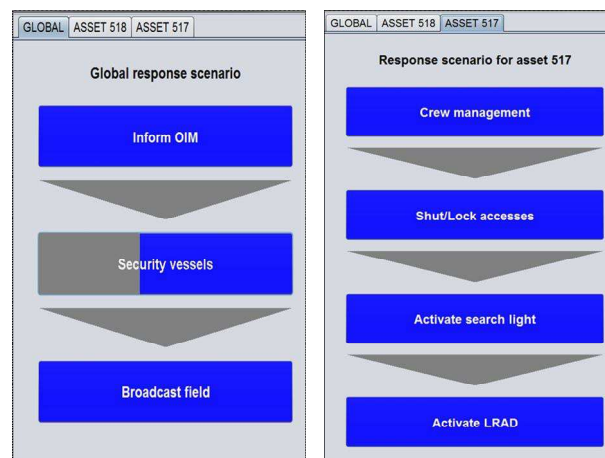 GLOBAL ASSET 518 ASSET 517
Global response scenario
Inform OIM
Security vessels
Broadcast field
GLOBAL ASSET 518 ASSET 517
Response scenario for asset 517
Crew management
Shut/Lock accesses
Activate search light
Activate LRAD